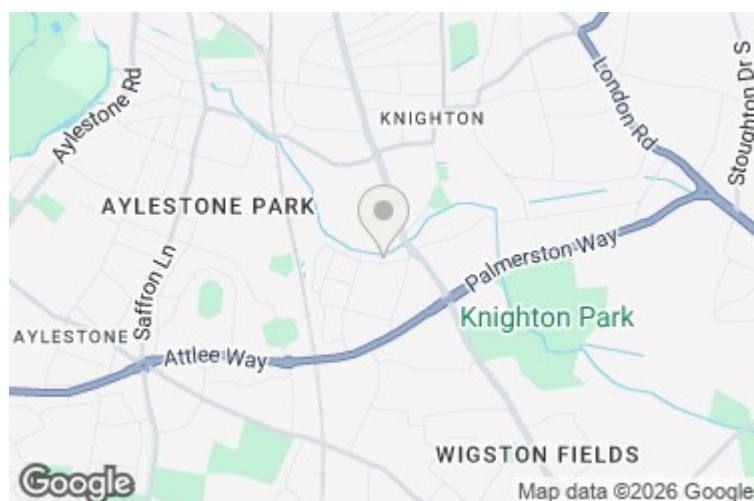 Aylestone Rd
KNIGHTON
London Rd
Stoughton Dr S
AYLESTONE PARK
Saffron Ln
Palmerston Way
Knighton Park
AYLESTONE
Attlee Way
WIGSTON FIELDS
Google
Map data ©2026 Google